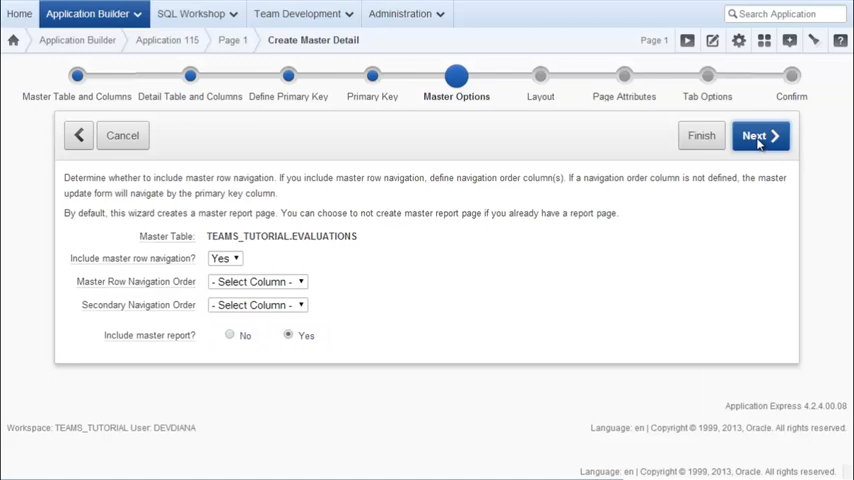 Home Application Builder SQL Workshop Team Development Administration Search Application
Application Builder Application 115 Page 1 Create Master Detail Page 1
Master Table and Columns Detail Table and Columns Define Primary Key Primary Key Master Options Layout Page Attributes Tab Options Confirm
Cancel Finish Next
Determine whether to include master row navigation. If you include master row navigation, define navigation order column(s). If a navigation order column is not defined, the master
update form will navigate by the primary key column.
By default, this wizard creates a master report page. You can choose to not create master report page if you already have a report page.
Master Table: TEAMS_TUTORIAL.EVALUATIONS
Include master row navigation? Yes
Master Row Navigation Order - Select Column -
Secondary Navigation Order - Select Column -
Include master report? No Yes
Application Express 4.2.4.00.08
Workspace: TEAMS_TUTORIAL User: DEVDIANA Language: en | Copyright © 1999, 2013, Oracle. All rights reserved.
Language: en | Copyright © 1999, 2013, Oracle. All rights reserved.